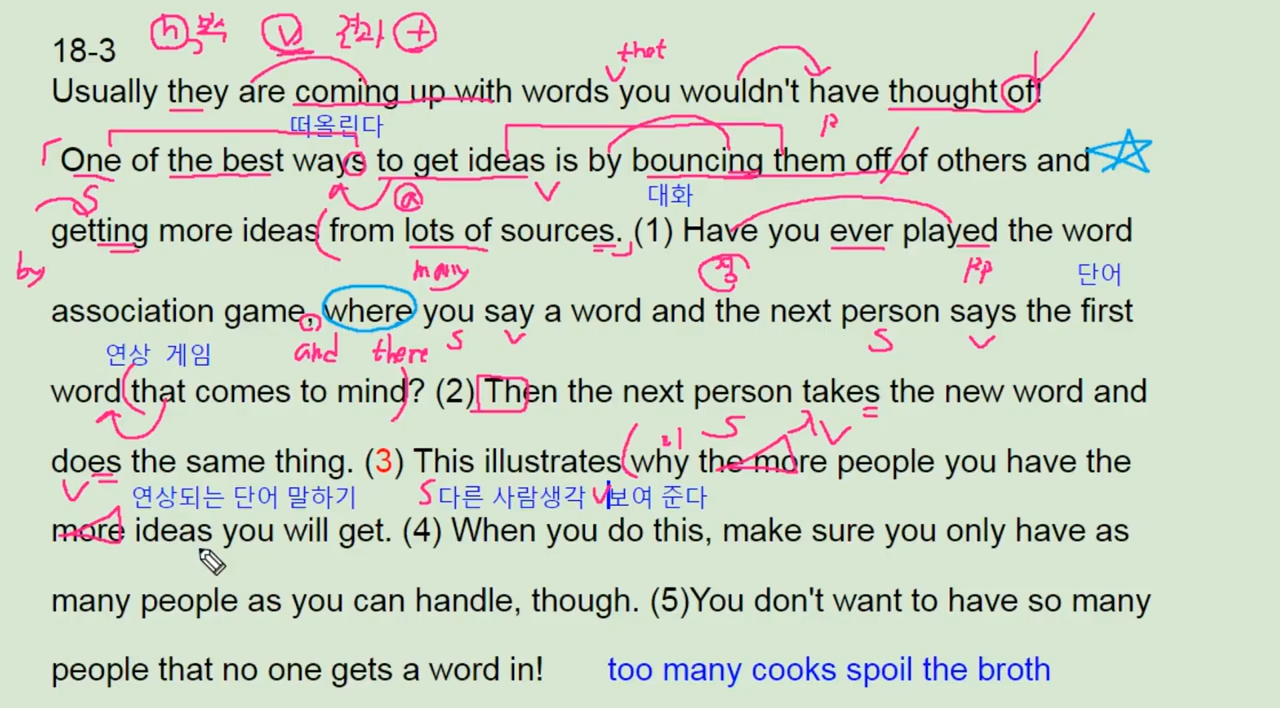 18-3 h 복수 v 결과 +
that
Usually they are coming up with words you wouldn't have thought of!
떠올린다
One of the best ways to get ideas is by bouncing them off of others and
S a v 대화
getting more ideas from lots of sources. (1) Have you ever played the word
by many pp 단어
association game, where you say a word and the next person says the first
연상 게임 and there S v S v
word that comes to mind? (2) Then the next person takes the new word and
S v
does the same thing. (3) This illustrates why the more people you have the
v 연상되는 단어 말하기 S 다른 사람생각 v 보여 준다
more ideas you will get. (4) When you do this, make sure you only have as
many people as you can handle, though. (5)You don't want to have so many
people that no one gets a word in! too many cooks spoil the broth